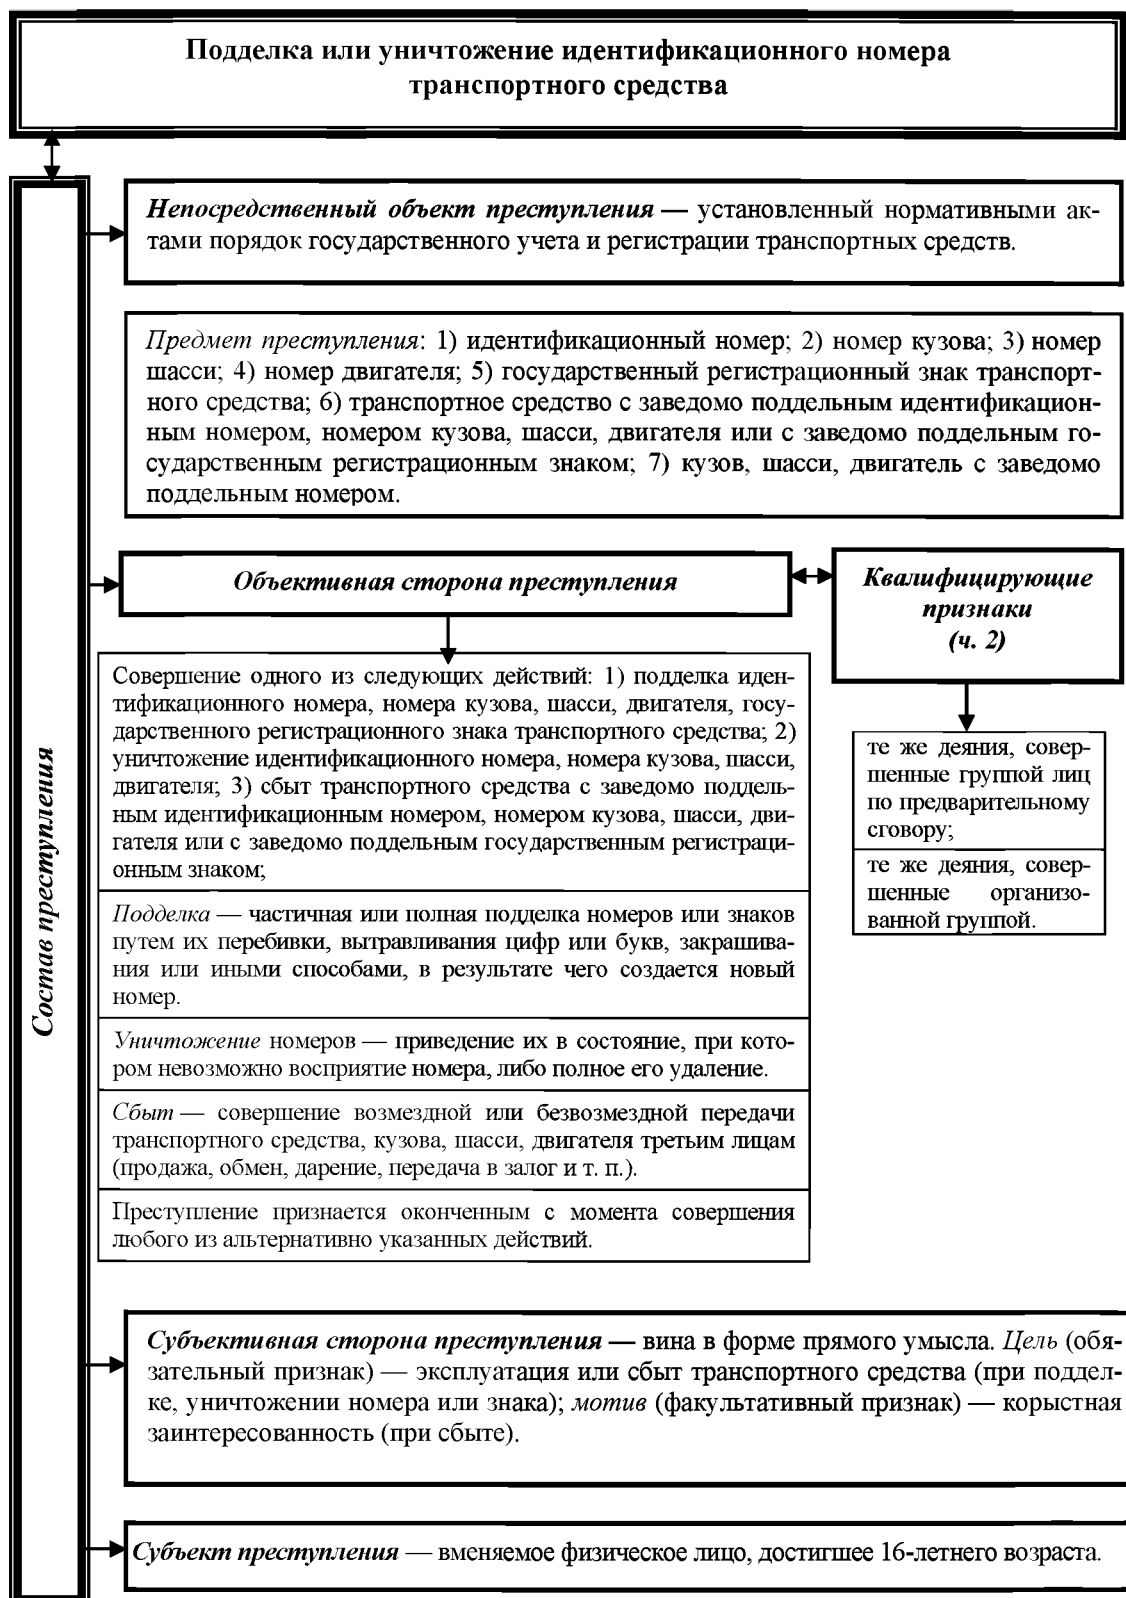 Подделка или уничтожение идентификационного номера
транспортного средства
Непосредственный объект преступления — установленный нормативными ак-
тами порядок государственного учета и регистрации транспортных средств.
Предмет преступления: 1) идентификационный номер; 2) номер кузова; 3) номер
шасси; 4) номер двигателя; 5) государственный регистрационный знак транспорт-
ного средства; 6) транспортное средство с заведомо поддельным идентификацион-
ным номером, номером кузова, шасси, двигателя или с заведомо поддельным го-
сударственным регистрационным знаком; 7) кузов, шасси, двигатель с заведомо
поддельным номером.
Объективная сторона преступления
Квалифицирующие
признаки
(ч. 2)
Совершение одного из следующих действий: 1) подделка иден-
тификационного номера, номера кузова, шасси, двигателя, госу-
дарственного регистрационного знака транспортного средства; 2)
уничтожение идентификационного номера, номера кузова, шасси,
двигателя; 3) сбыт транспортного средства с заведомо поддель-
ным идентификационным номером, номером кузова, шасси, дви-
гателя или с заведомо поддельным государственным регистраци-
онным знаком;
Подделка — частичная или полная подделка номеров или знаков
путем их перебивки, вытравливания цифр или букв, закрашива-
ния или иными способами, в результате чего создается новый
номер.
Уничтожение номеров — приведение их в состояние, при кото-
ром невозможно восприятие номера, либо полное его удаление.
Сбыт — совершение возмездной или безвозмездной передачи
транспортного средства, кузова, шасси, двигателя третьим лицам
(продажа, обмен, дарение, передача в залог и т. п.).
Преступление признается оконченным с момента совершения
любого из альтернативно указанных действий.
те же деяния, совер-
шенные группой лиц
по предварительному
сговору;
те же деяния, совер-
шенные организо-
ванной группой.
Состав преступления
Субъективная сторона преступления — вина в форме прямого умысла. Цель (обя-
зательный признак) — эксплуатация или сбыт транспортного средства (при поддел-
ке, уничтожении номера или знака); мотив (факультативный признак) — корыстная
заинтересованность (при сбыте).
Субъект преступления — вменяемое физическое лицо, достигшее 16-летнего возраста.